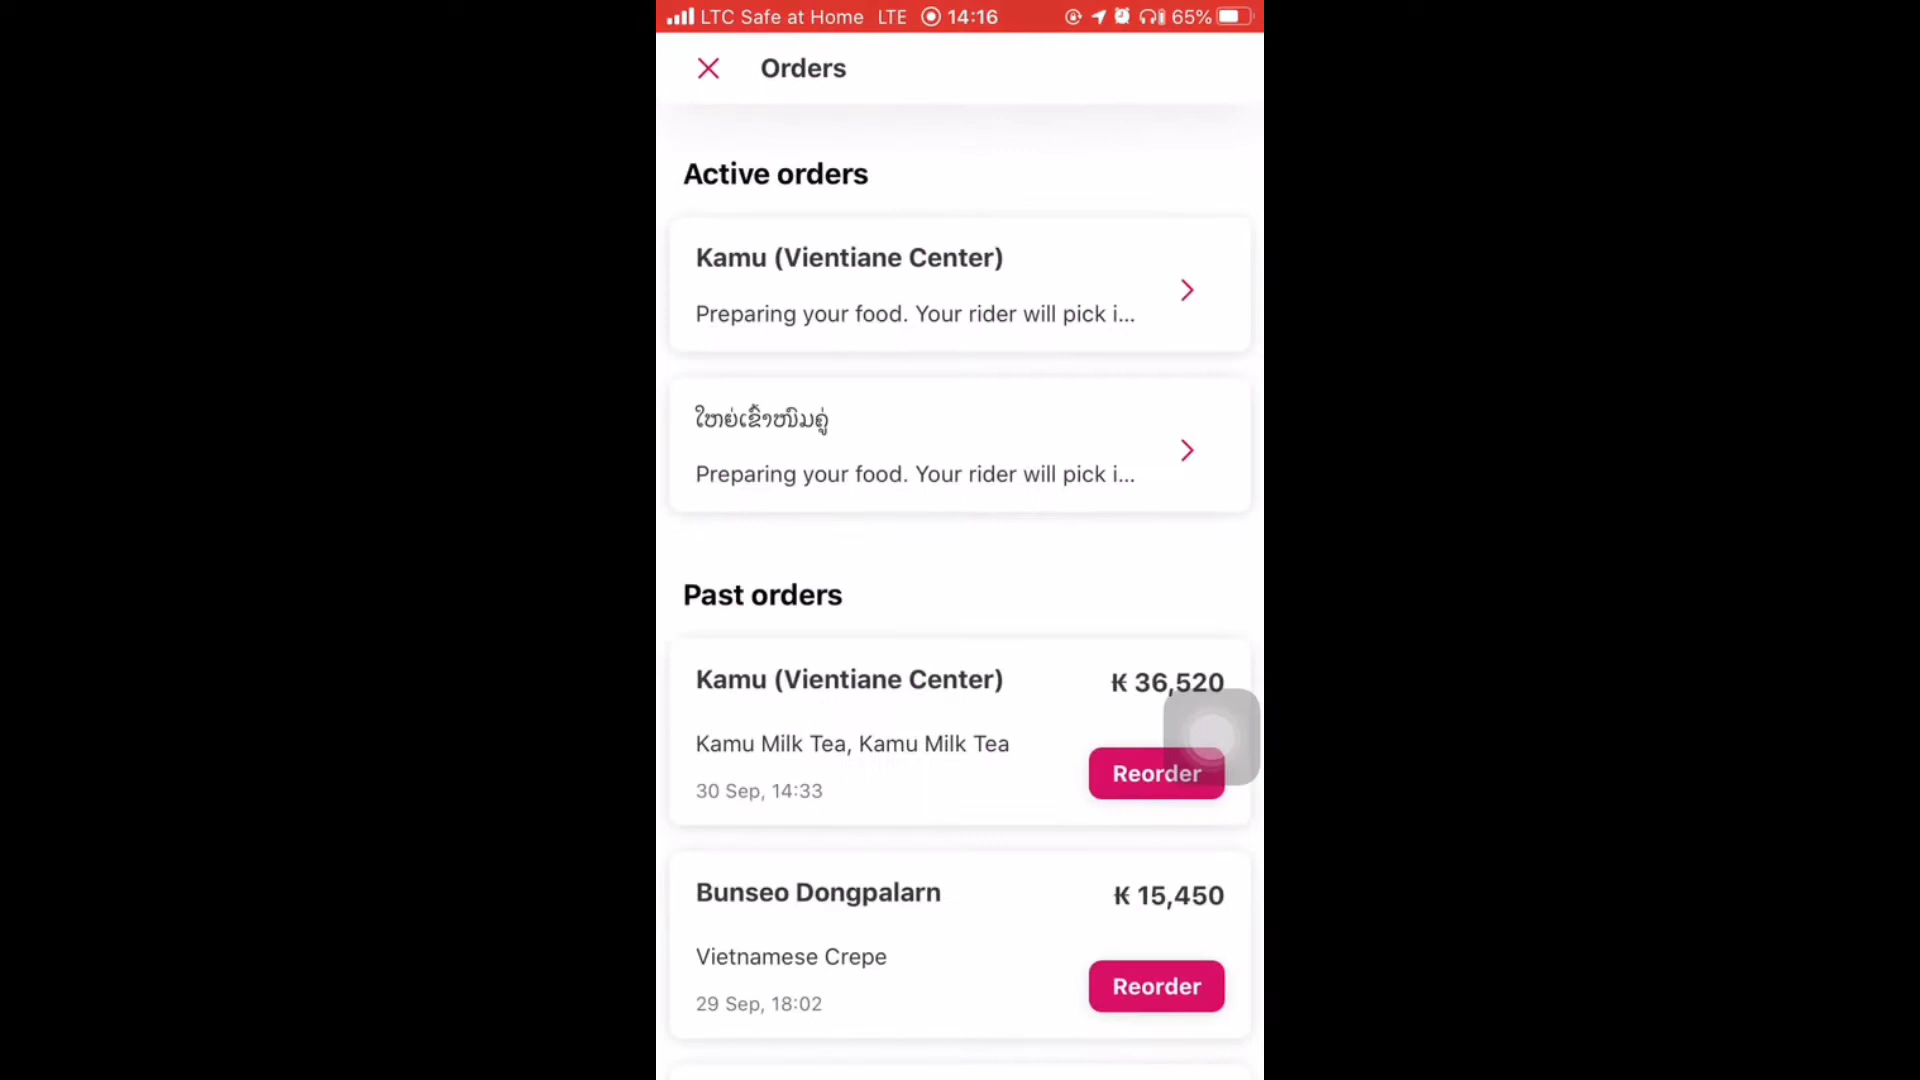 LTC Safe at Home LTE 14:16 65%
Orders
Active orders
Kamu (Vientiane Center)
Preparing your food. Your rider will pick i...
ໃຫຍ່ເຂົ້າໜົມຄູ່
Preparing your food. Your rider will pick i...
Past orders
Kamu (Vientiane Center) ₭ 36,520
Kamu Milk Tea, Kamu Milk Tea
Reorder
30 Sep, 14:33
Bunseo Dongpalarn ₭ 15,450
Vietnamese Crepe
Reorder
29 Sep, 18:02